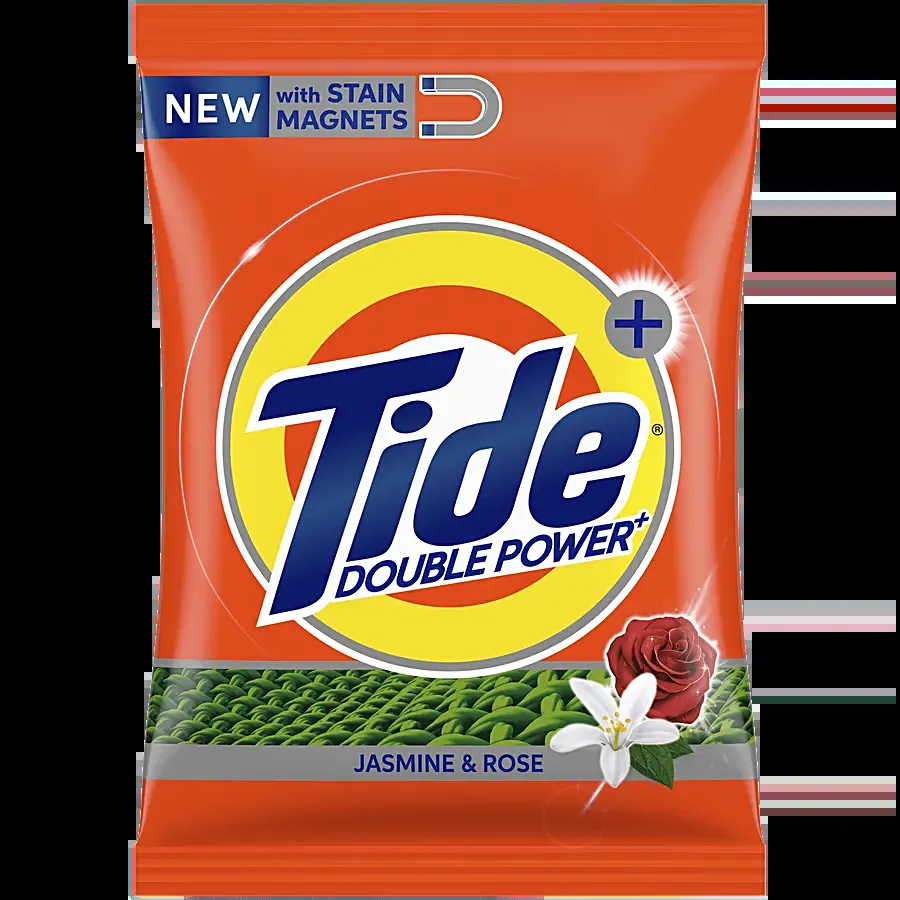 NEW with STAIN
MAGNETS
+
Tide®
DOUBLE POWER+
JASMINE & ROSE